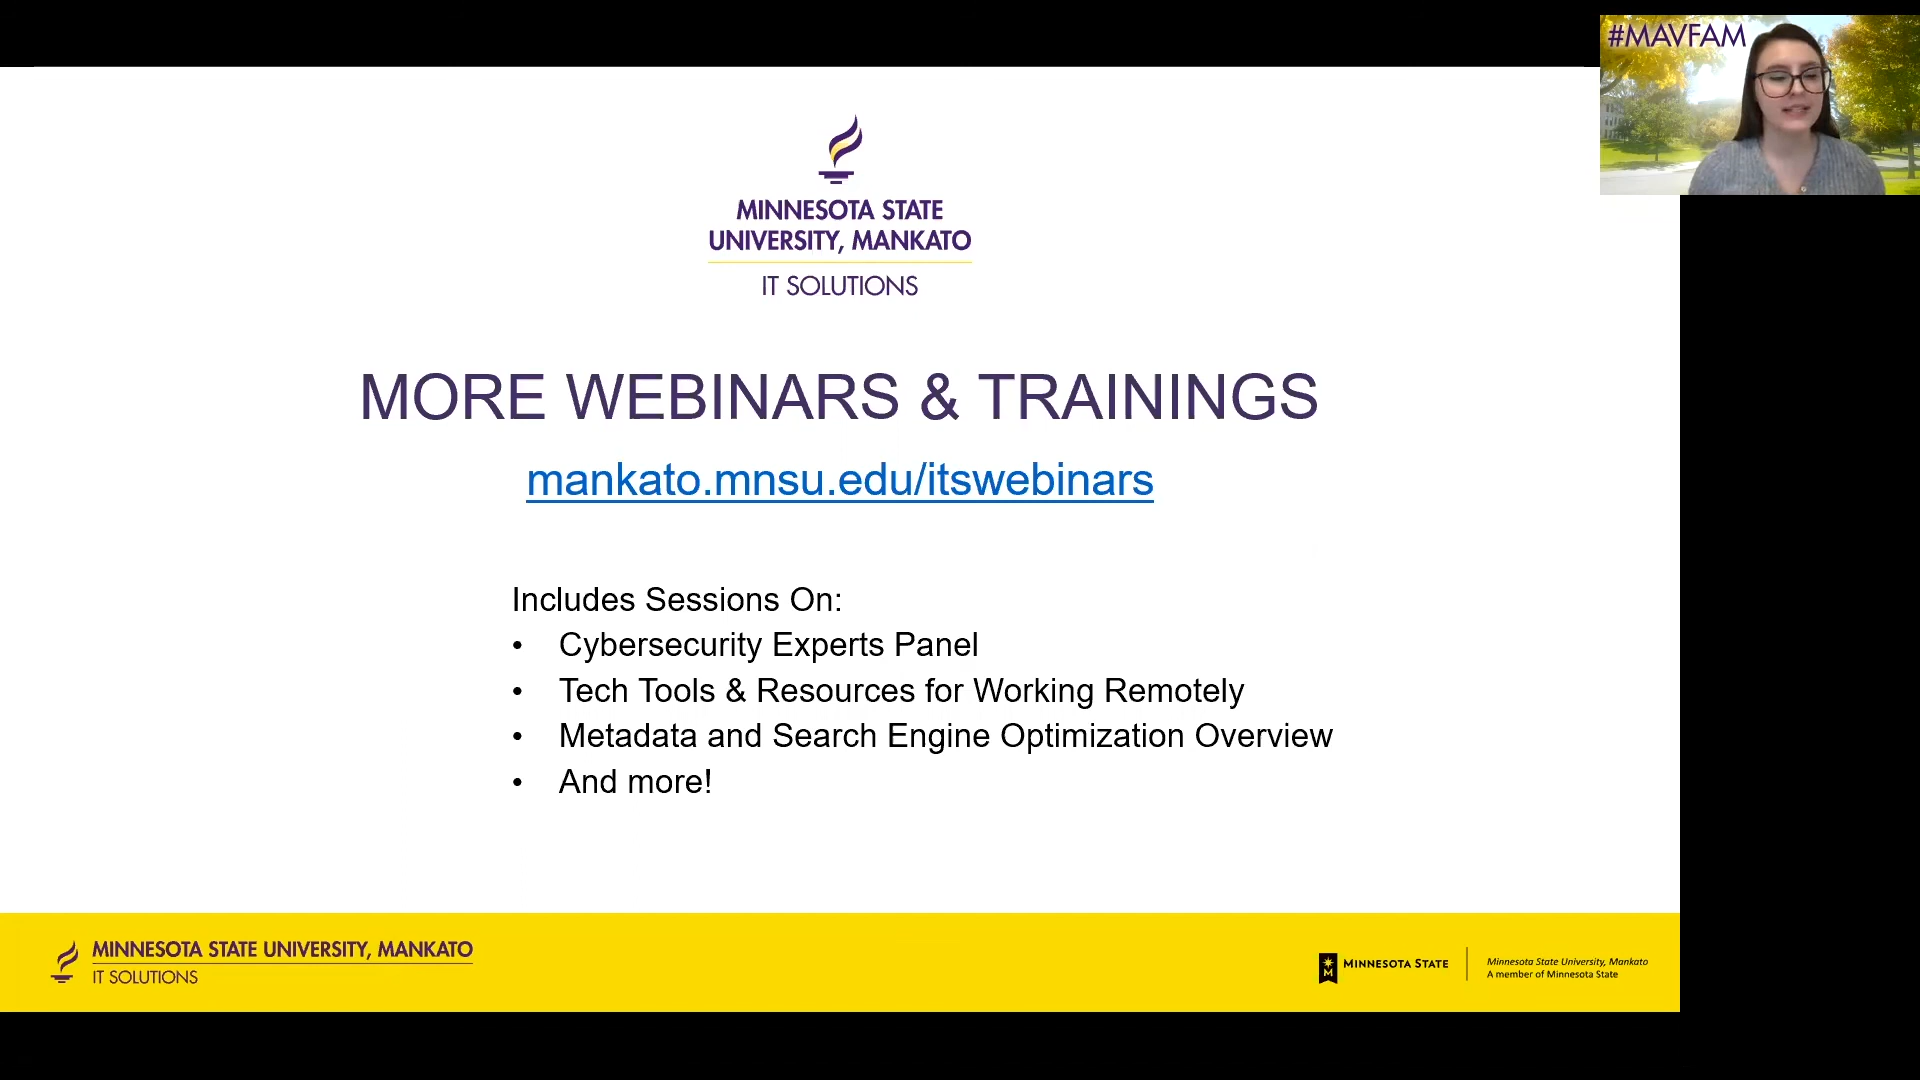 #MAVFAM
MINNESOTA STATE
UNIVERSITY, MANKATO
IT SOLUTIONS
MORE WEBINARS & TRAININGS
mankato.mnsu.edu/itswebinars
Includes Sessions On:
• Cybersecurity Experts Panel
• Tech Tools & Resources for Working Remotely
• Metadata and Search Engine Optimization Overview
• And more!
MINNESOTA STATE UNIVERSITY, MANKATO
IT SOLUTIONS
M
MINNESOTA STATE
Minnesota State University, Mankato
A member of Minnesota State